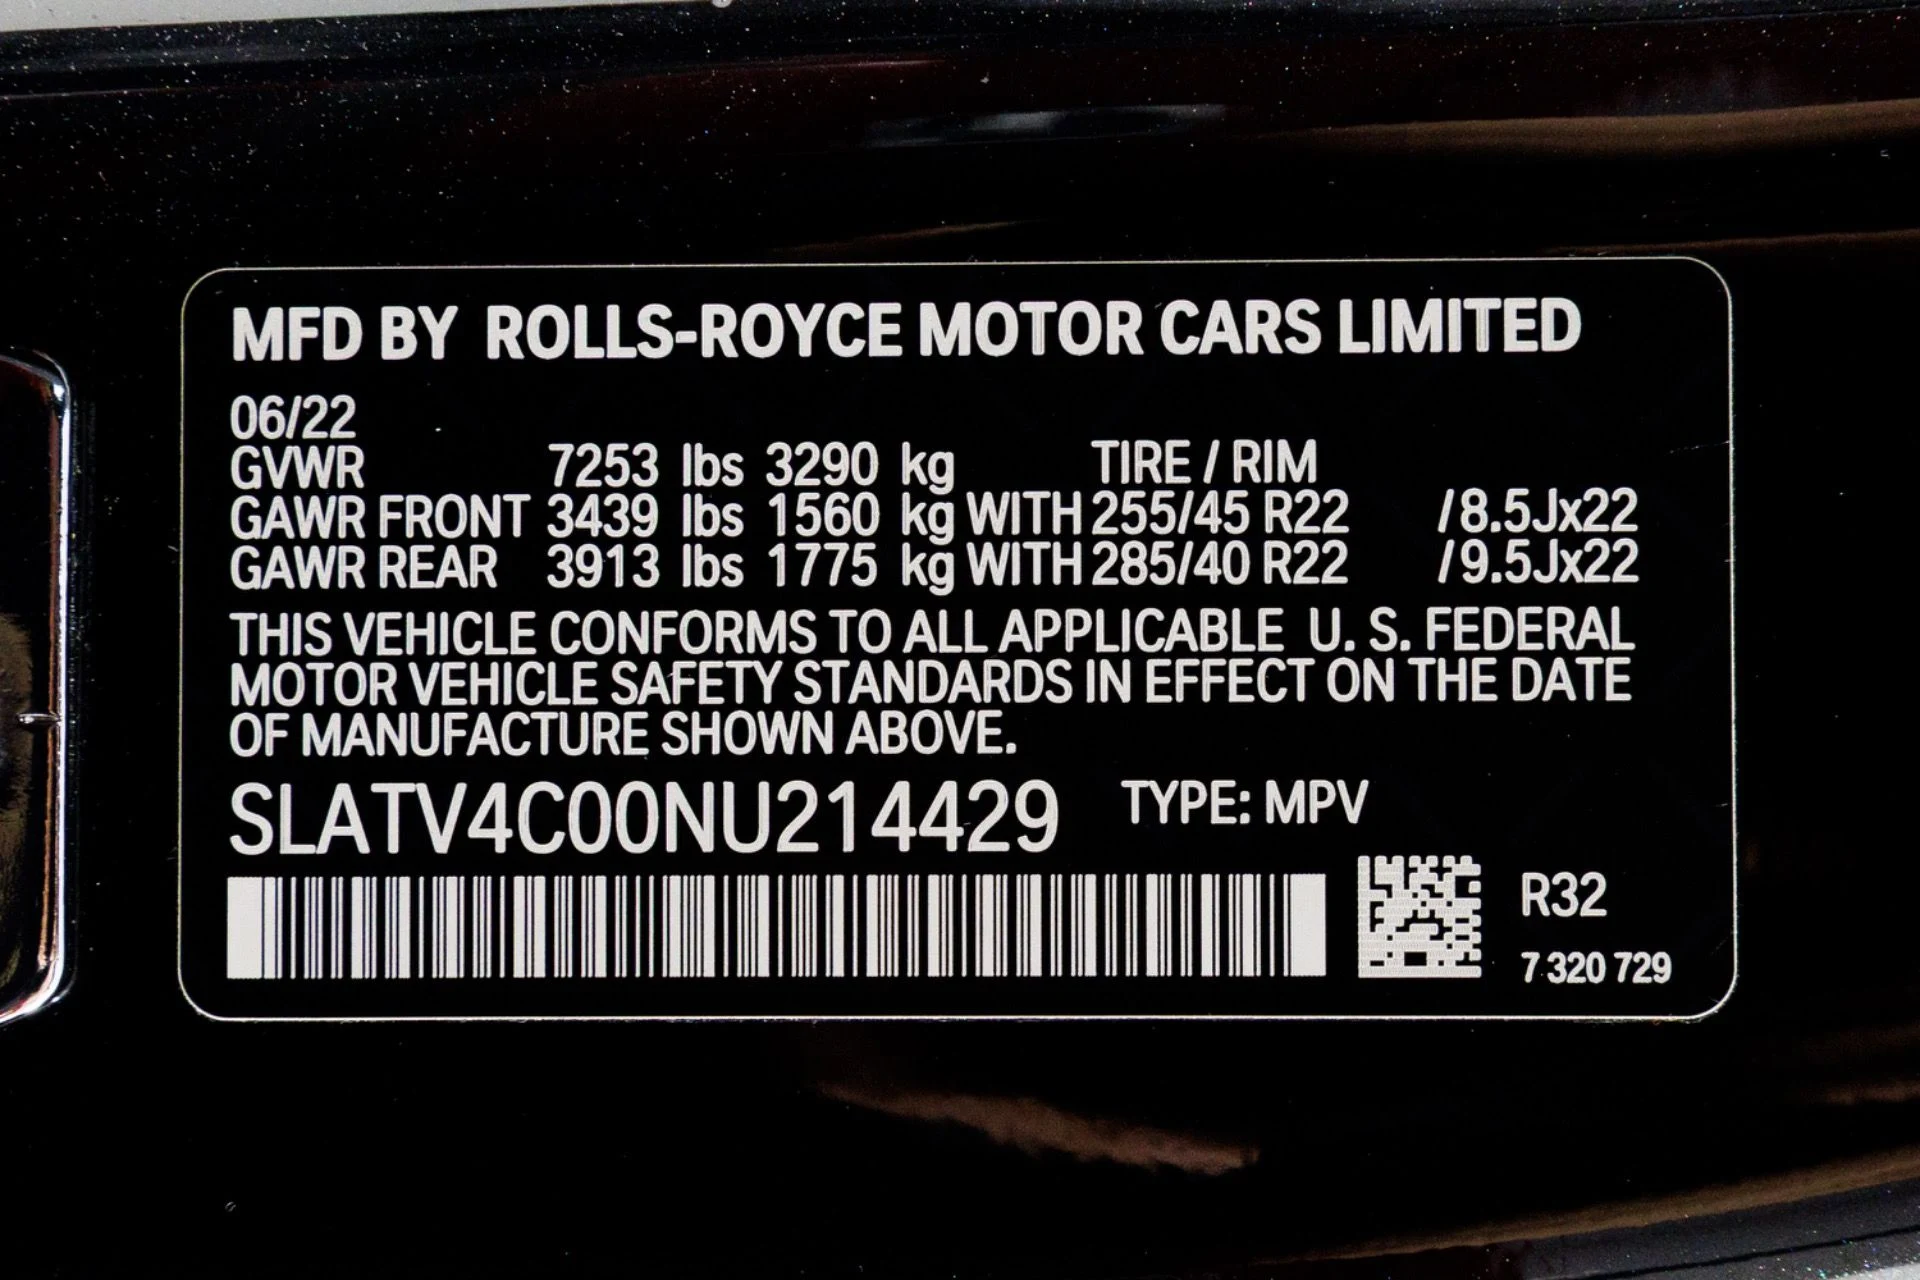 MFD BY ROLLS-ROYCE MOTOR CARS LIMITED
06/22
GVWR 7253 lbs 3290 kg TIRE / RIM
GAWR FRONT 3439 lbs 1560 kg WITH 255/45 R22 /8.5Jx22
GAWR REAR 3913 lbs 1775 kg WITH 285/40 R22 /9.5Jx22
THIS VEHICLE CONFORMS TO ALL APPLICABLE U. S. FEDERAL
MOTOR VEHICLE SAFETY STANDARDS IN EFFECT ON THE DATE
OF MANUFACTURE SHOWN ABOVE.
SLATV4C00NU214429 TYPE: MPV
R32
7 320 729